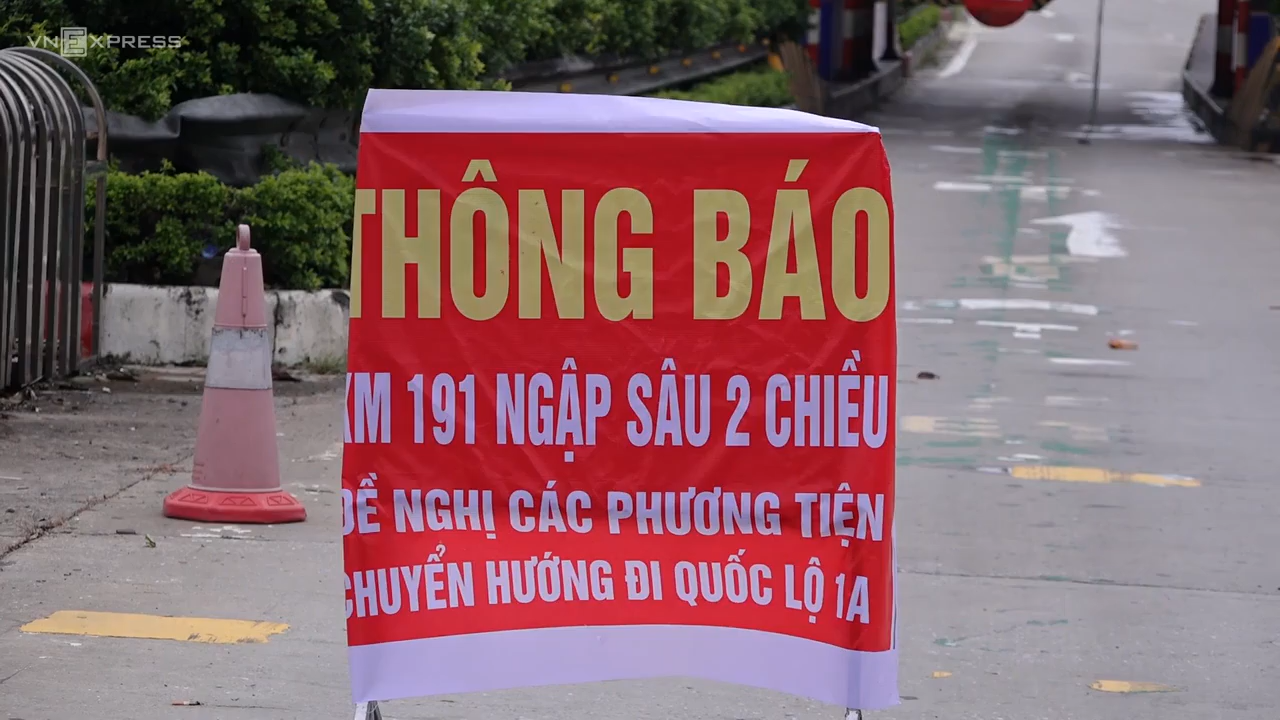 VNEXPRESS
THÔNG BÁO
KM 191 NGẬP SÂU 2 CHIỀU
ĐỀ NGHỊ CÁC PHƯƠNG TIỆN
CHUYỂN HƯỚNG ĐI QUỐC LỘ 1A